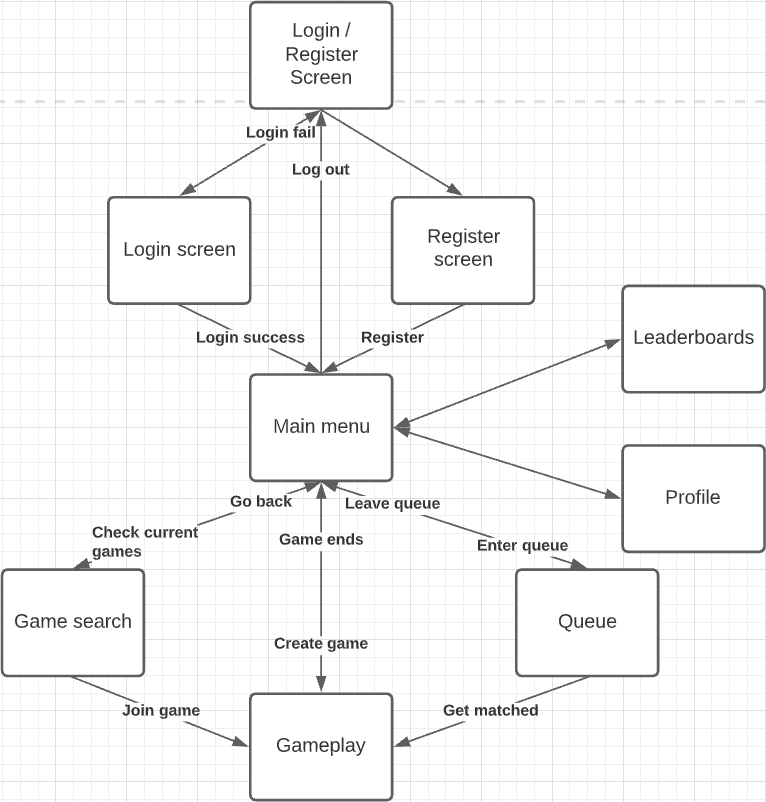 Login /
Register
Screen
Login fail
Log out
Login screen
Register
screen
Login success
Register
Leaderboards
Main menu
Profile
Go back
Leave queue
Check current
games
Game ends
Enter queue
Game search
Queue
Create game
Join game
Get matched
Gameplay